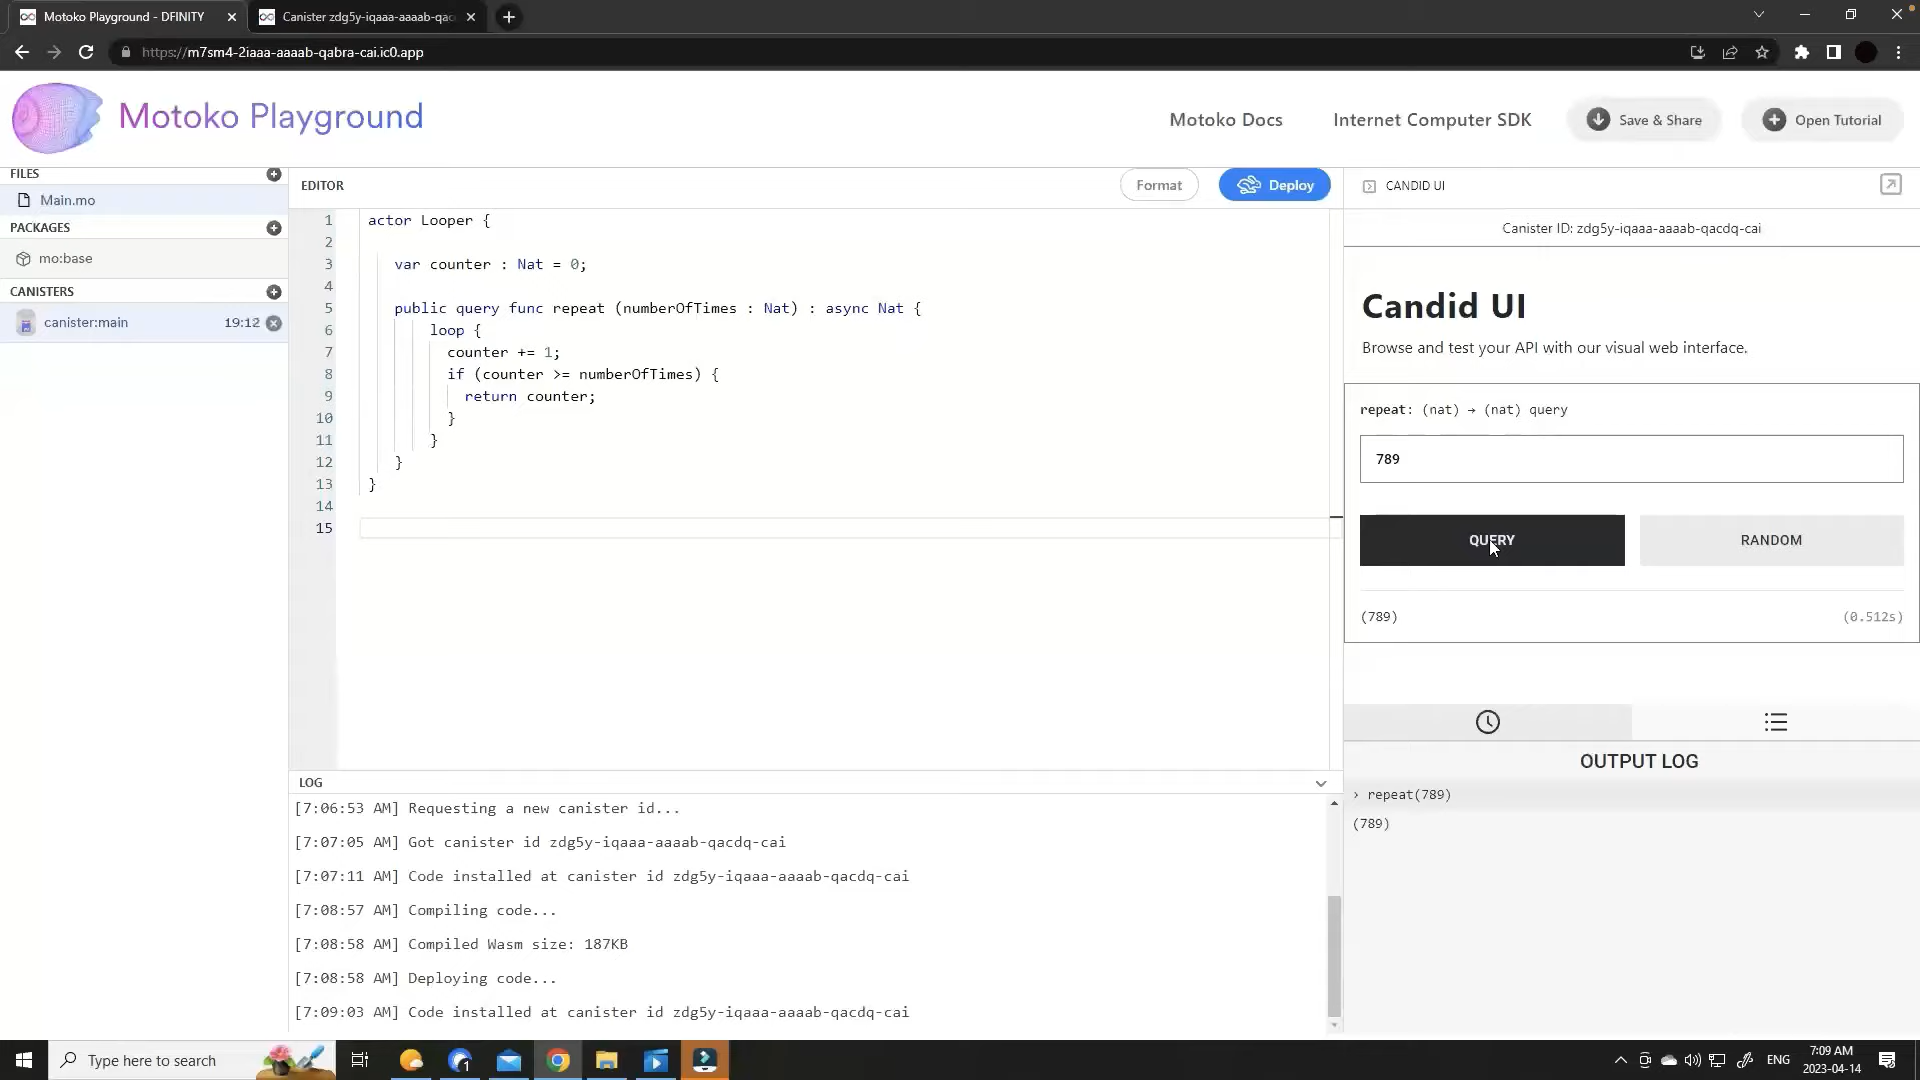 Motoko Playground - DFINITY
Canister zdg5y-iqaaa-aaaab-qac
https://m7sm4-2iaaa-aaaab-qabra-cai.ic0.app
Motoko Playground
Motoko Docs
Internet Computer SDK
Save & Share
Open Tutorial
FILES
Main.mo
PACKAGES
mo:base
CANISTERS
canister:main 19:12
EDITOR
Format
Deploy
1 actor Looper {
2
3 var counter : Nat = 0;
4
5 public query func repeat (numberOfTimes : Nat) : async Nat {
6 loop {
7 counter += 1;
8 if (counter >= numberOfTimes) {
9 return counter;
10 }
11 }
12 }
13 }
14
15
LOG
[7:06:53 AM] Requesting a new canister id...
[7:07:05 AM] Got canister id zdg5y-iqaaa-aaaab-qacdq-cai
[7:07:11 AM] Code installed at canister id zdg5y-iqaaa-aaaab-qacdq-cai
[7:08:57 AM] Compiling code...
[7:08:58 AM] Compiled Wasm size: 187KB
[7:08:58 AM] Deploying code...
[7:09:03 AM] Code installed at canister id zdg5y-iqaaa-aaaab-qacdq-cai
CANDID UI
Canister ID: zdg5y-iqaaa-aaaab-qacdq-cai
Candid UI
Browse and test your API with our visual web interface.
repeat: (nat) → (nat) query
789
QUERY
RANDOM
(789) (0.512s)
OUTPUT LOG
› repeat(789)
(789)
Type here to search
ENG
7:09 AM
2023-04-14